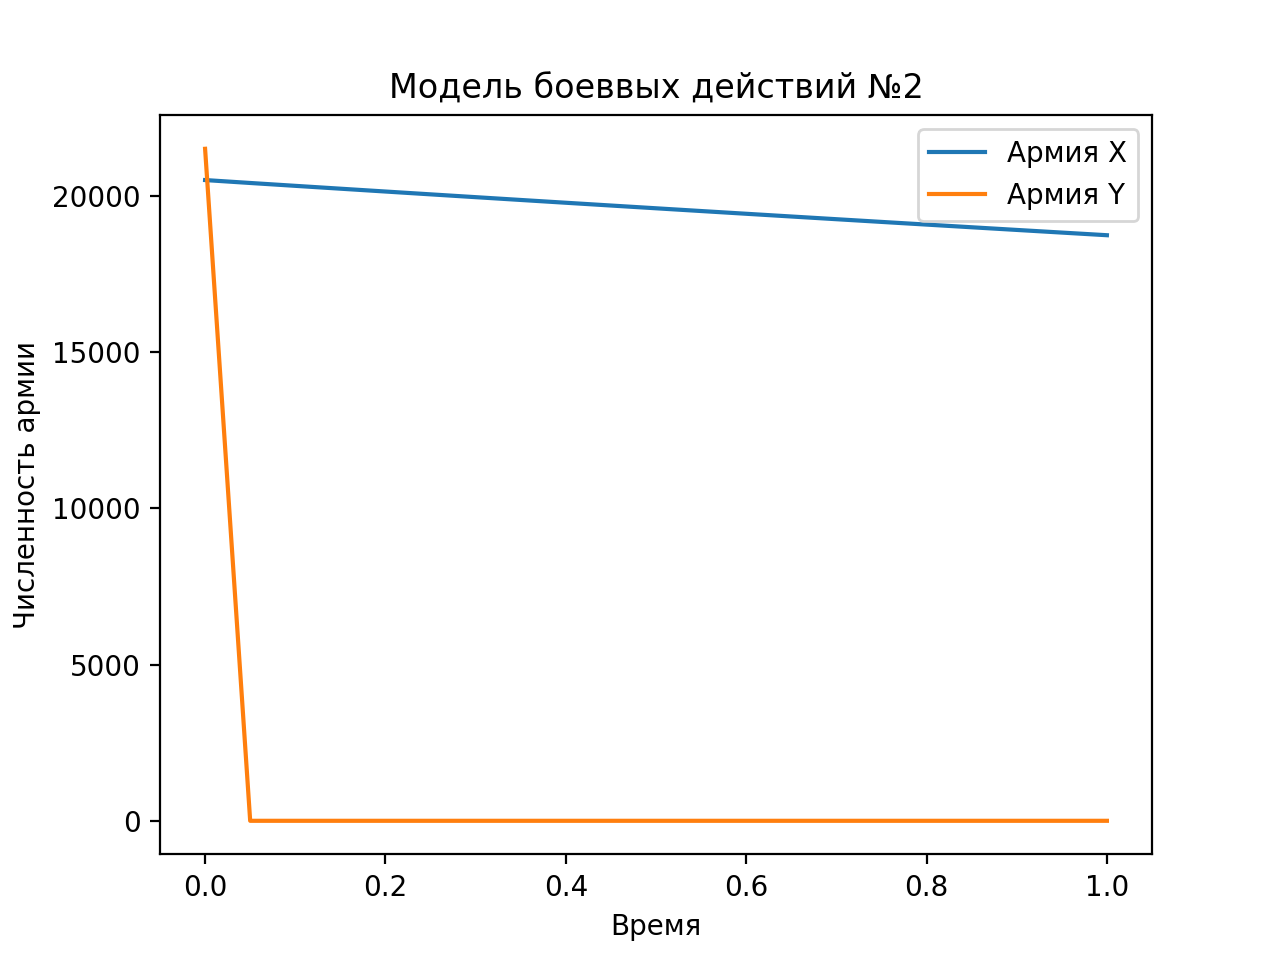 Модель боеввых действий №2
Армия X
Армия Y
Численность армии
20000
15000
10000
5000
0
0.0 0.2 0.4 0.6 0.8 1.0
Время